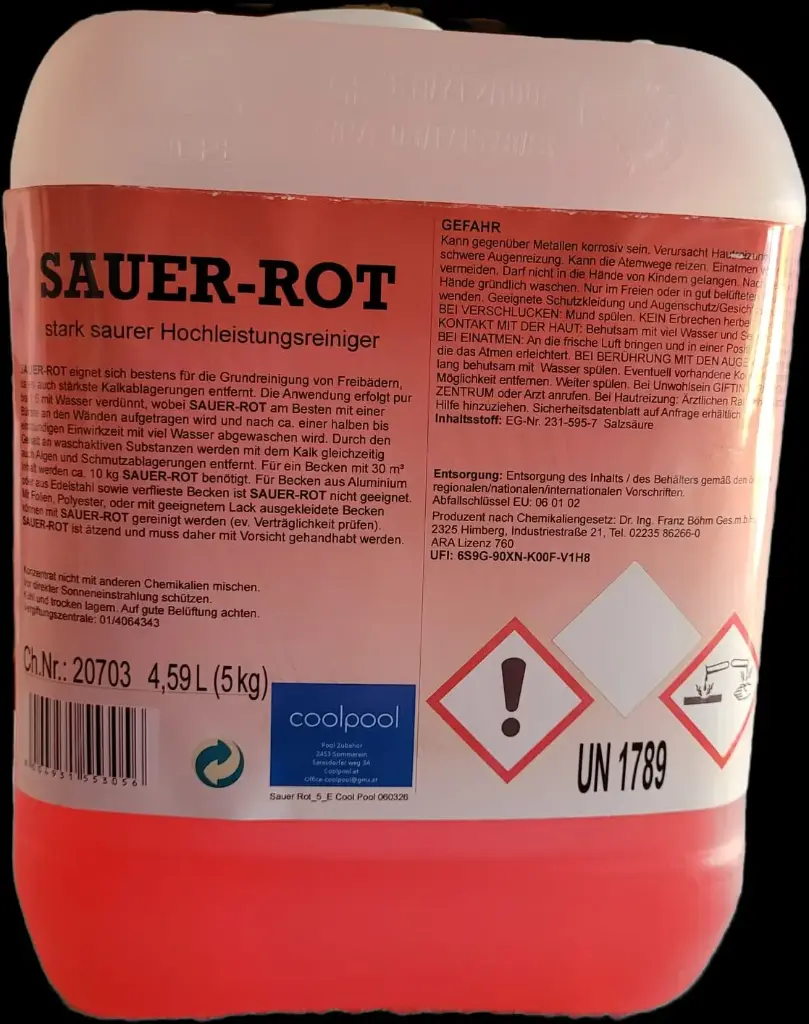 SAUER-ROT
stark saurer Hochleistungsreiniger
SAUER-ROT eignet sich bestens für die Grundreinigung von Freibädern,
auch stärkste Kalkablagerungen entfernt. Die Anwendung erfolgt pur
mit Wasser verdünnt, wobei SAUER-ROT am Besten mit einer
an den Wänden aufgetragen wird und nach ca. einer halben bis
Einwirkzeit mit viel Wasser abgewaschen wird. Durch den
an waschaktiven Substanzen werden mit dem Kalk gleichzeitig
Algen und Schmutzablagerungen entfernt. Für ein Becken mit 30 m³
werden ca. 10 kg SAUER-ROT benötigt. Für Becken aus Aluminium
aus Edelstahl sowie verflieste Becken ist SAUER-ROT nicht geeignet.
Folien, Polyester, oder mit geeignetem Lack ausgekleidete Becken
können mit SAUER-ROT gereinigt werden (ev. Verträglichkeit prüfen).
SAUER-ROT ist ätzend und muss daher mit Vorsicht gehandhabt werden.
Konzentrat nicht mit anderen Chemikalien mischen.
direkter Sonneneinstrahlung schützen.
und trocken lagern. Auf gute Belüftung achten.
Vergiftungszentrale: 01/4064343
Ch.Nr.: 20703 4,59 L (5 kg)
coolpool
Pool Zubehör
2453 Sommerein
Coolpool.at
Office.coolpool@gmx.at
Sauer Rot_5_E Cool Pool 060326
GEFAHR
Kann gegenüber Metallen korrosiv sein. Verursacht
schwere Augenreizung. Kann die Atemwege reizen. Einatmen
vermeiden. Darf nicht in die Hände von Kindern gelangen.
Hände gründlich waschen. Nur im Freien oder in gut
wenden. Geeignete Schutzkleidung und
BEI VERSCHLUCKEN: Mund spülen. KEIN Erbrechen
KONTAKT MIT DER HAUT: Behutsam mit viel Wasser und
BEI EINATMEN: An die frische Luft bringen und in einer
die das Atmen erleichtert. BEI BERÜHRUNG MIT DEN
lang behutsam mit Wasser spülen. Eventuell vorhandene
Möglichkeit entfernen. Weiter spülen. Bei Unwohlsein
ZENTRUM oder Arzt anrufen. Bei Hautreizung: Ärztlichen
Hilfe hinzuziehen. Sicherheitsdatenblatt auf Anfrage erhältlich
Inhaltsstoff: EG-Nr. 231-595-7 Salzsäure
Entsorgung: Entsorgung des Inhalts / des Behälters gemäß den
regionalen/nationalen/internationalen Vorschriften.
Abfallschlüssel EU: 06 01 02
Produzent nach Chemikaliengesetz: Dr. Ing. Franz Böhm
2325 Himberg, Industriestraße 21, Tel. 02235 86266-0
ARA Lizenz 760
UFI: 6S9G-90XN-K00F-V1H8
UN 1789